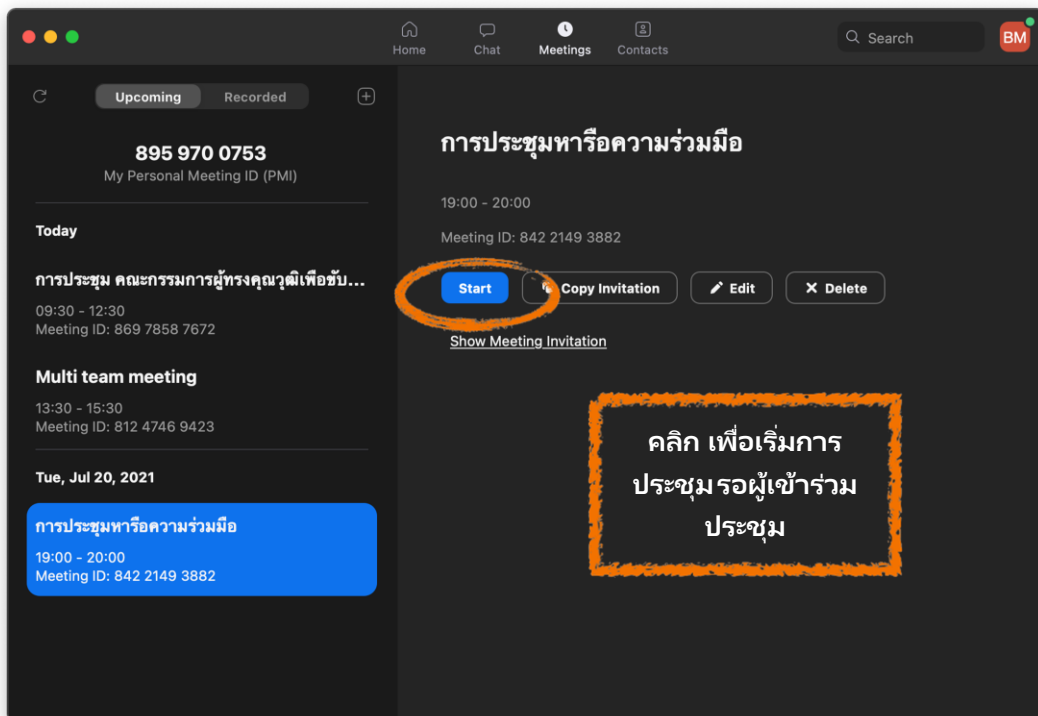 Home
Chat
Meetings
Contacts
Search
BM
Upcoming
Recorded
895 970 0753
My Personal Meeting ID (PMI)
Today
การประชุม คณะกรรมการผู้ทรงคุณวุฒิเพื่อขับ...
09:30 - 12:30
Meeting ID: 869 7858 7672
Multi team meeting
13:30 - 15:30
Meeting ID: 812 4746 9423
Tue, Jul 20, 2021
การประชุมหารือความร่วมมือ
19:00 - 20:00
Meeting ID: 842 2149 3882
การประชุมหารือความร่วมมือ
19:00 - 20:00
Meeting ID: 842 2149 3882
Start
Copy Invitation
Edit
Delete
Show Meeting Invitation
คลิก เพื่อเริ่มการ
ประชุม รอผู้เข้าร่วม
ประชุม